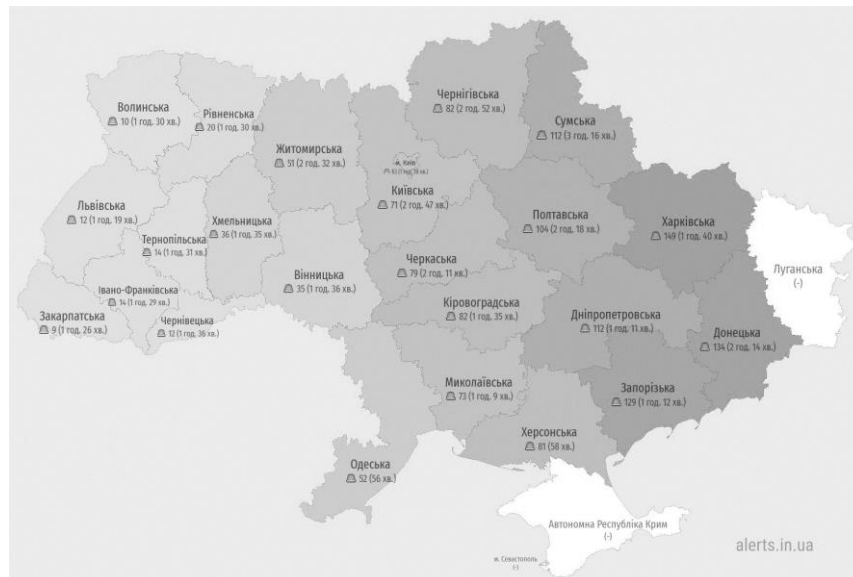 Волинська
10 (1 год. 30 хв.)
Рівненська
20 (1 год. 30 хв.)
Житомирська
51 (2 год. 32 хв.)
Чернігівська
82 (2 год. 52 хв.)
Сумська
112 (3 год. 16 хв.)
м. Київ
Київська
71 (2 год. 47 хв.)
Львівська
12 (1 год. 19 хв.)
Тернопільська
14 (1 год. 31 хв.)
Хмельницька
36 (1 год. 35 хв.)
Полтавська
104 (2 год. 18 хв.)
Харківська
149 (1 год. 40 хв.)
Луганська
(-)
Івано-Франківська
14 (1 год. 29 хв.)
Вінницька
35 (1 год. 36 хв.)
Черкаська
79 (2 год. 11 хв.)
Закарпатська
9 (1 год. 26 хв.)
Чернівецька
12 (1 год. 36 хв.)
Кіровоградська
82 (1 год. 35 хв.)
Дніпропетровська
112 (1 год. 11 хв.)
Донецька
134 (2 год. 14 хв.)
Миколаївська
73 (1 год. 9 хв.)
Запорізька
129 (1 год. 12 хв.)
Херсонська
81 (58 хв.)
Одеська
52 (56 хв.)
Автономна Республіка Крим
(-)
м. Севастополь
(-)
alerts.in.ua